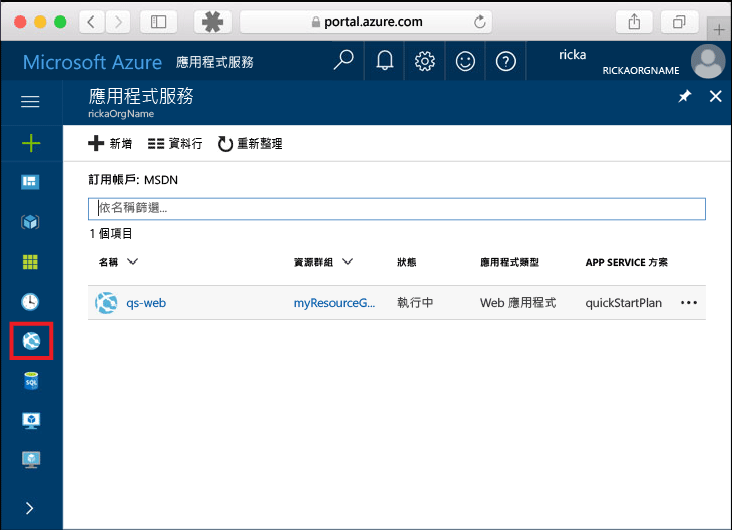 portal.azure.com
Microsoft Azure 應用程式服務
ricka
RICKAORGNAME
應用程式服務
rickaOrgName
新增 資料行 重新整理
訂用帳戶: MSDN
依名稱篩選...
1 個項目
名稱 資源群組 狀態 應用程式類型 APP SERVICE 方案
qs-web myResourceG... 執行中 Web 應用程式 quickStartPlan
SQL